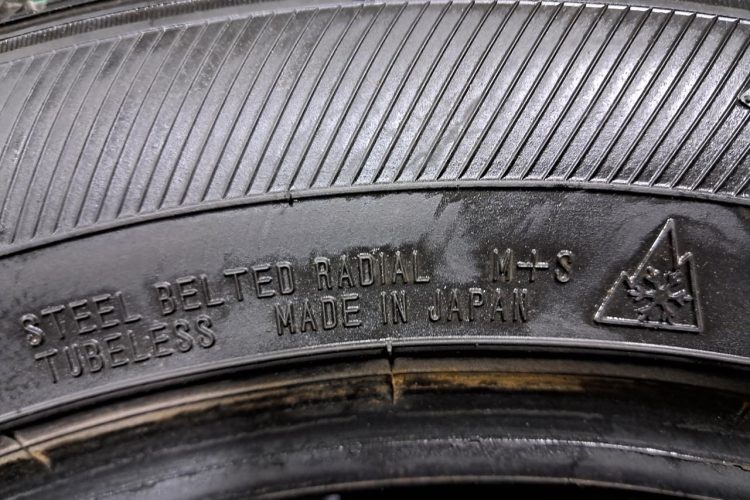 STEEL BELTED RADIAL M+S
TUBELESS MADE IN JAPAN